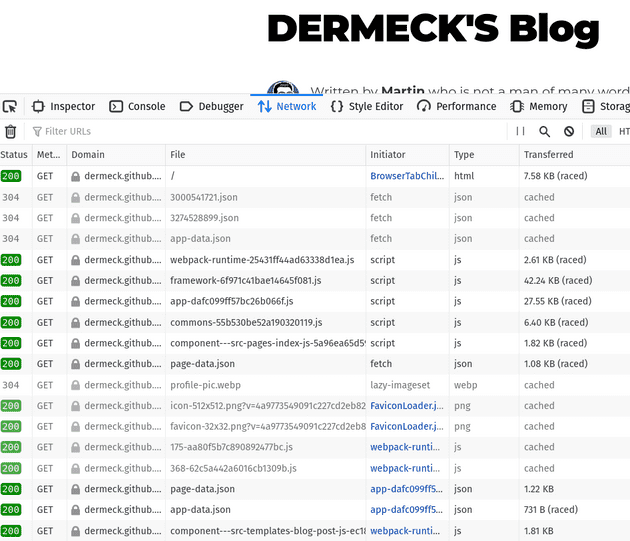 DERMECK'S Blog
Written by Martin who is not a man of many word
Inspector Console Debugger Network Style Editor Performance Memory Storag
Filter URLs All HT
Status Met... Domain File Initiator Type Transferred
200 GET dermeck.github.... / BrowserTabChil... html 7.58 KB (raced)
304 GET dermeck.github.... 3000541721.json fetch json cached
304 GET dermeck.github.... 3274528899.json fetch json cached
304 GET dermeck.github.... app-data.json fetch json cached
200 GET dermeck.github.... webpack-runtime-25431ff44ad63338d1ea.js script js 2.61 KB (raced)
200 GET dermeck.github.... framework-6f971c41bae14645f081.js script js 42.24 KB (raced)
200 GET dermeck.github.... app-dafc099ff57bc26b066f.js script js 27.55 KB (raced)
200 GET dermeck.github.... commons-55b530be52a190320119.js script js 6.40 KB (raced)
200 GET dermeck.github.... component---src-pages-index-js-5a96ea65d59 script js 1.82 KB (raced)
200 GET dermeck.github.... page-data.json fetch json 1.08 KB (raced)
304 GET dermeck.github.... profile-pic.webp lazy-imageset webp cached
200 GET dermeck.github.... icon-512x512.png?v=4a9773549091c227cd2eb82 FaviconLoader.j... png cached
200 GET dermeck.github.... favicon-32x32.png?v=4a9773549091c227cd2eb8 FaviconLoader.j... png cached
200 GET dermeck.github.... 175-aa80f5b7c890892477bc.js webpack-runti... js cached
200 GET dermeck.github.... 368-62c5a442a6016cb1309b.js webpack-runti... js cached
200 GET dermeck.github.... page-data.json app-dafc099ff5... json 1.22 KB
200 GET dermeck.github.... app-data.json app-dafc099ff5... json 731 B (raced)
200 GET dermeck.github.... component---src-templates-blog-post-js-ec18 webpack-runti... js 1.81 KB